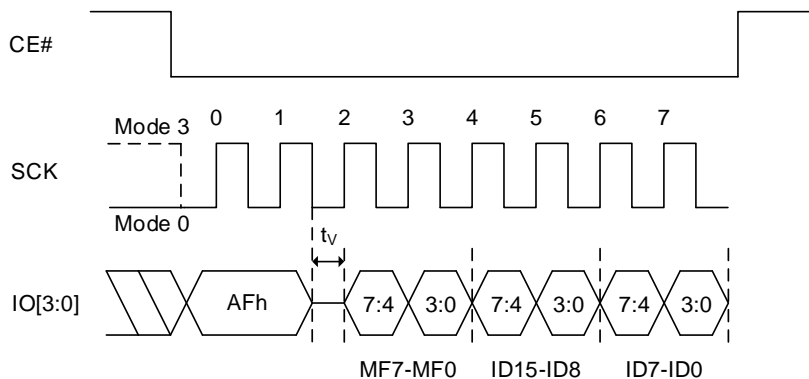 CE#
0 1 2 3 4 5 6 7
Mode 3
SCK
Mode 0
tV
IO[3:0]
AFh 7:4 3:0 7:4 3:0 7:4 3:0
MF7-MF0 ID15-ID8 ID7-ID0